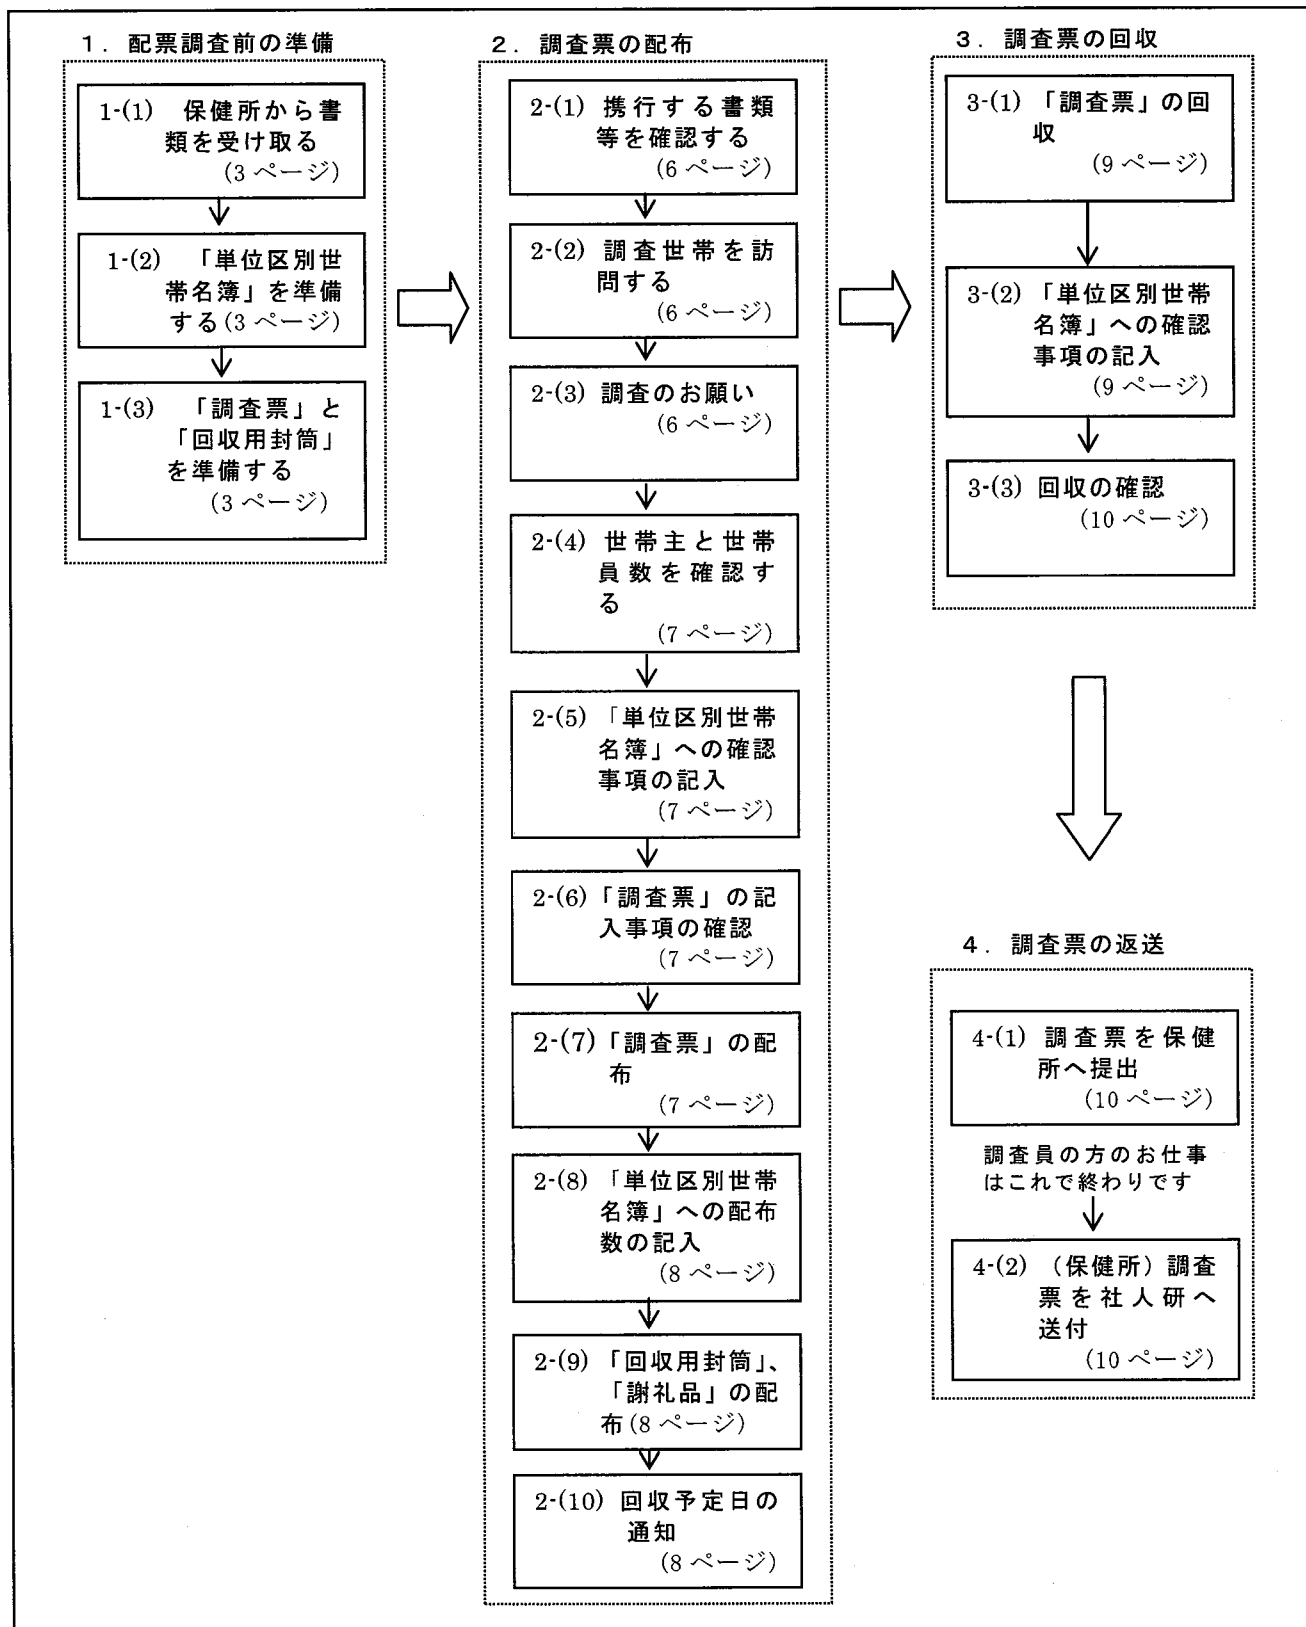 １．配票調査前の準備
1-(1) 保健所から書
類を受け取る
(3 ページ)
1-(2) 「単位区別世
帯名簿」を準備
する(3 ページ)
1-(3) 「調査票」と
「回収用封筒」
を準備する
(3 ページ)
２．調査票の配布
2-(1) 携行する書類
等を確認する
(6 ページ)
2-(2) 調査世帯を訪
問する
(6 ページ)
2-(3) 調査のお願い
(6 ページ)
2-(4) 世帯主と世帯
員数を確認す
る
(7 ページ)
2-(5) 「単位区別世帯
名簿」への確認
事項の記入
(7 ページ)
2-(6) 「調査票」の記
入事項の確認
(7 ページ)
2-(7) 「調査票」の配
布
(7 ページ)
2-(8) 「単位区別世帯
名簿」への配布
数の記入
(8 ページ)
2-(9) 「回収用封筒」、
「謝礼品」の配
布(8 ページ)
2-(10) 回収予定日の
通知
(8 ページ)
３．調査票の回収
3-(1) 「調査票」の回
収
(9 ページ)
3-(2) 「単位区別世帯
名簿」への確認
事項の記入
(9 ページ)
3-(3) 回収の確認
(10 ページ)
４．調査票の返送
4-(1) 調査票を保健
所へ提出
(10 ページ)
調査員の方のお仕事
はこれで終わりです
4-(2) （保健所）調査
票を社人研へ
送付
(10 ページ)